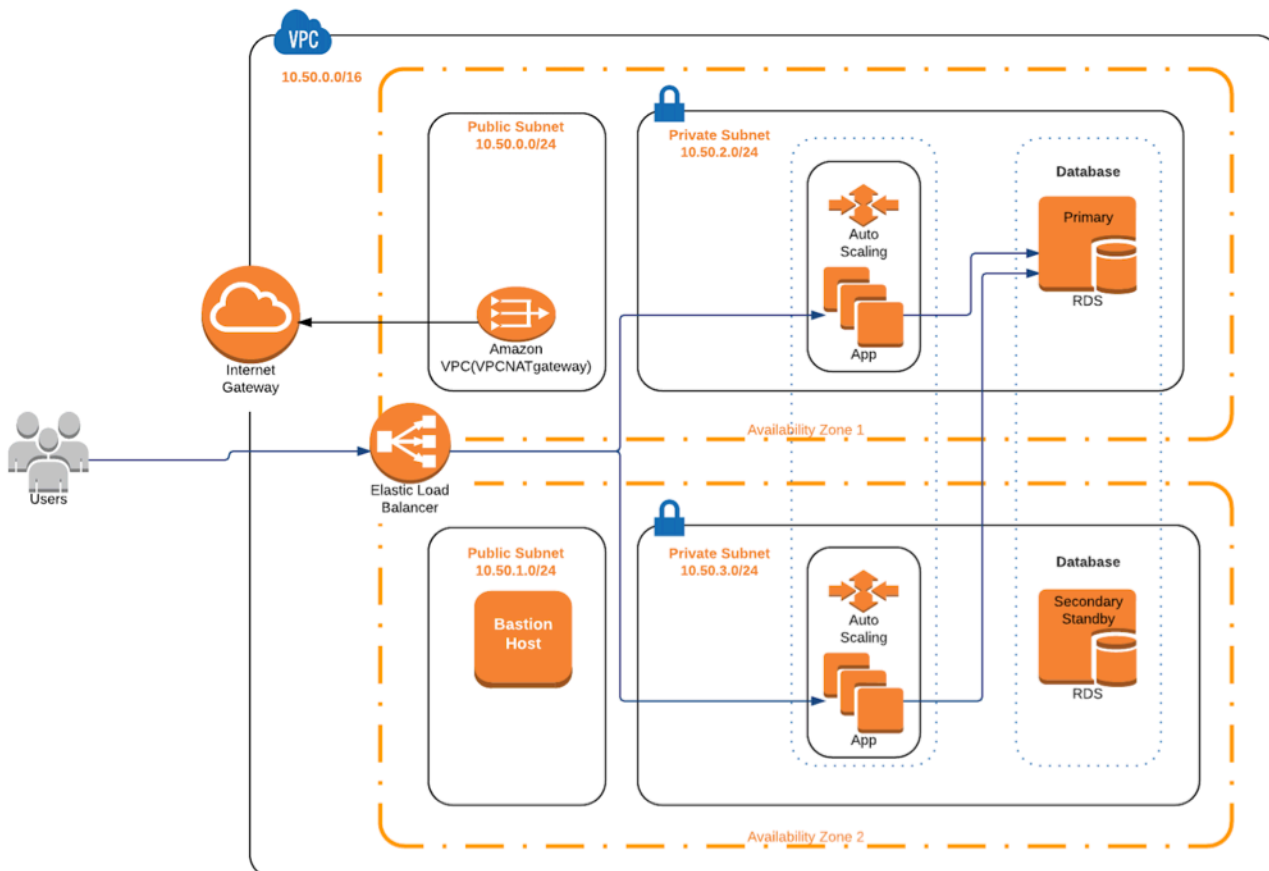 VPC
10.50.0.0/16
Public Subnet
10.50.0.0/24
Amazon
VPC(VPCNATgateway)
Private Subnet
10.50.2.0/24
Auto
Scaling
App
Database
Primary
RDS
Availability Zone 1
Internet
Gateway
Users
Elastic Load
Balancer
Public Subnet
10.50.1.0/24
Bastion
Host
Private Subnet
10.50.3.0/24
Auto
Scaling
App
Database
Secondary
Standby
RDS
Availability Zone 2